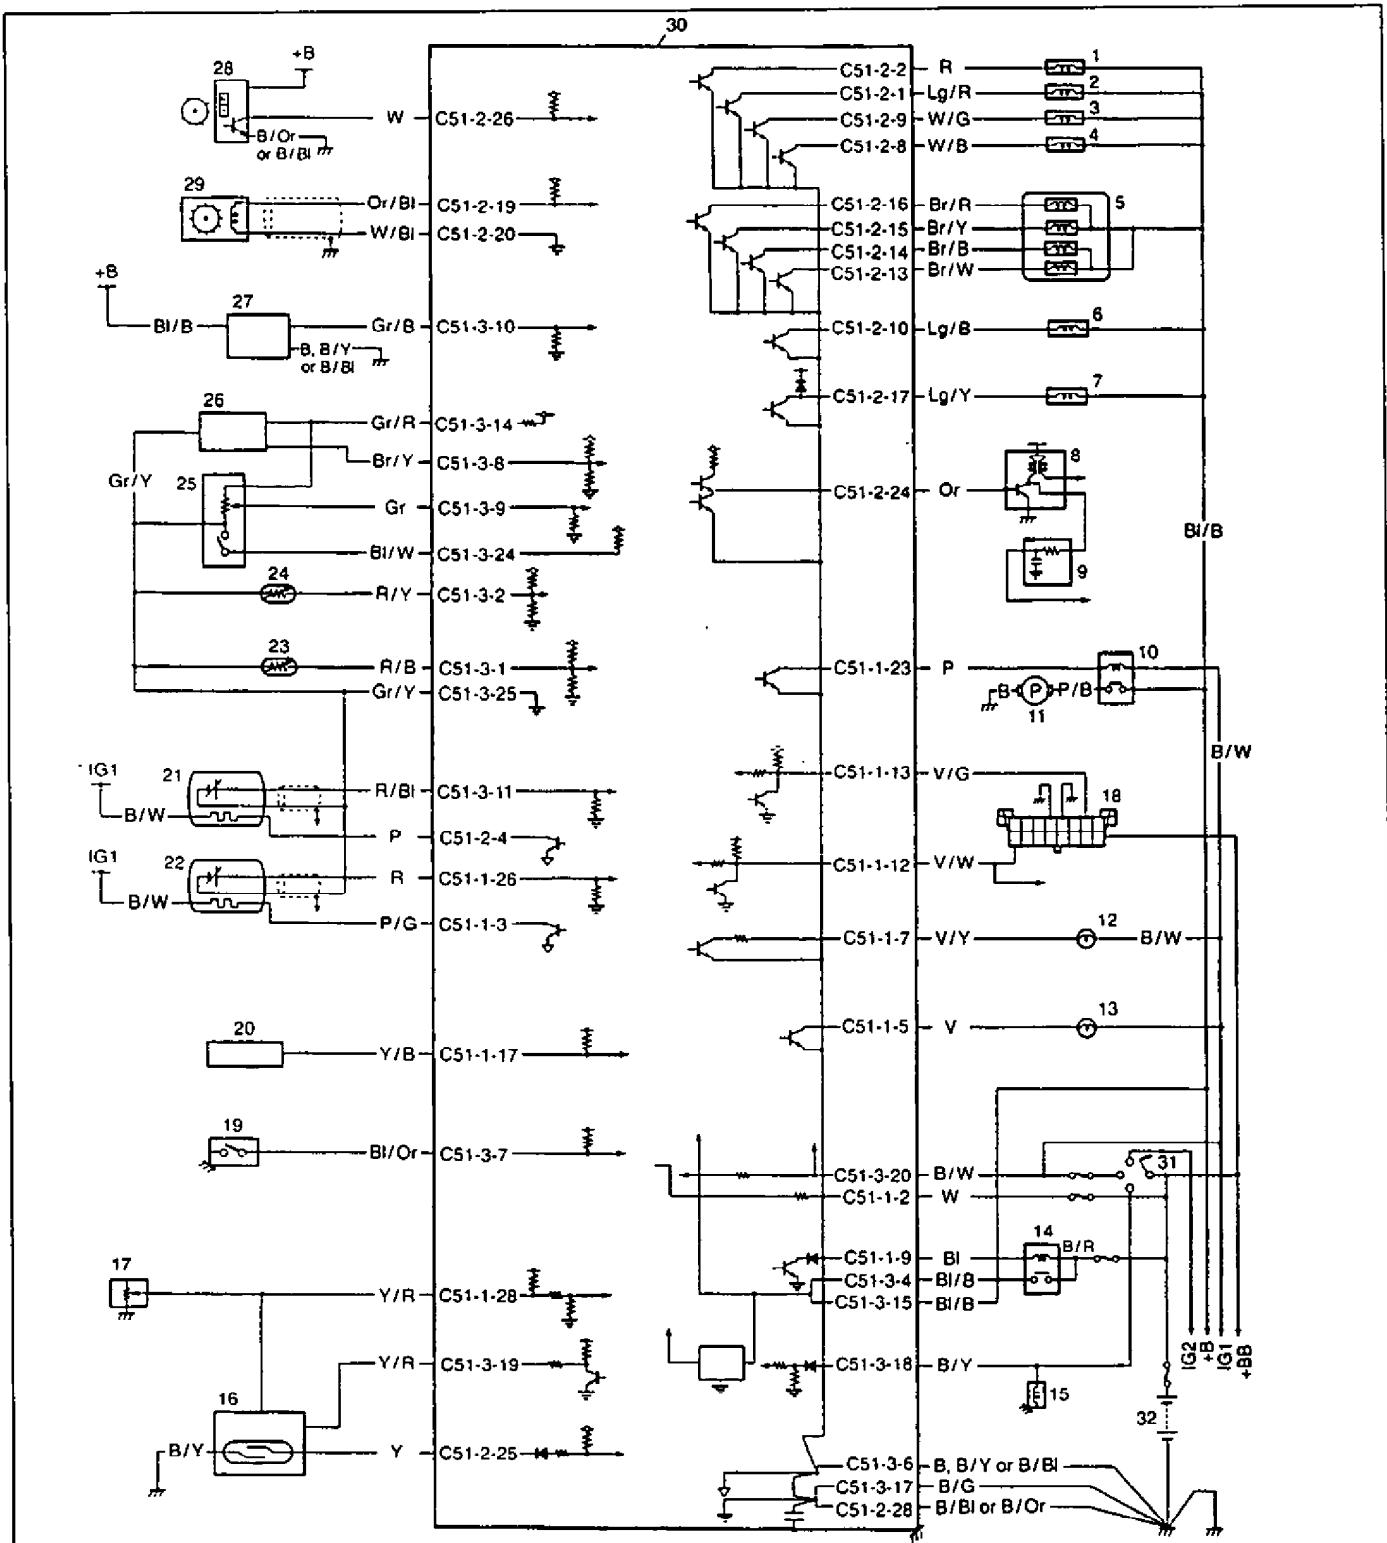 30
+B
28
W C51-2-26
B/Or
or B/Bl
29
Or/Bl C51-2-19
W/Bl C51-2-20
+B
27
Bl/B
Gr/B C51-3-10
B, B/Y
or B/Bl
26
Gr/R C51-3-14
Br/Y C51-3-8
Gr/Y
25
Gr C51-3-9
Bl/W C51-3-24
24
R/Y C51-3-2
23
R/B C51-3-1
Gr/Y C51-3-25
IG1
21
R/Bl C51-3-11
B/W
P C51-2-4
IG1
22
R C51-1-26
B/W
P/G C51-1-3
20
Y/B C51-1-17
19
Bl/Or C51-3-7
17
Y/R C51-1-28
Y/R C51-3-19
16
B/Y
Y C51-2-25
C51-2-2 R 1
C51-2-1 Lg/R 2
C51-2-9 W/G 3
C51-2-8 W/B 4
C51-2-16 Br/R 5
C51-2-15 Br/Y
C51-2-14 Br/B
C51-2-13 Br/W
C51-2-10 Lg/B 6
C51-2-17 Lg/Y 7
8
C51-2-24 Or
Bl/B
9
C51-1-23 P 10
B P P/B
11
B/W
C51-1-13 V/G
18
C51-1-12 V/W
C51-1-7 V/Y 12 B/W
C51-1-5 V 13
C51-3-20 B/W 31
C51-1-2 W
14
B/R
C51-1-9 Bl
C51-3-4 Bl/B
C51-3-15 Bl/B
IG2
+B
IG1
+BB
C51-3-18 B/Y
15
32
C51-3-6 B, B/Y or B/Bl
C51-3-17 B/G
C51-2-28 B/Bl or B/Or